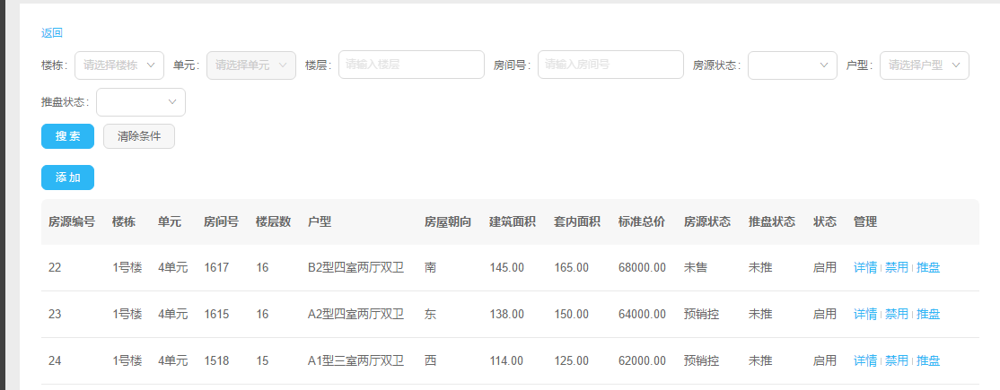 返回
楼栋: 请选择楼栋 单元: 请选择单元 楼层: 请输入楼层 房间号: 请输入房间号 房源状态: 户型: 请选择户型
推盘状态:
搜 索 清除条件
添 加
房源编号 楼栋 单元 房间号 楼层数 户型 房屋朝向 建筑面积 套内面积 标准总价 房源状态 推盘状态 状态 管理
22 1号楼 4单元 1617 16 B2型四室两厅双卫 南 145.00 165.00 68000.00 未售 未推 启用 详情 | 禁用 | 推盘
23 1号楼 4单元 1615 16 A2型四室两厅双卫 东 138.00 150.00 64000.00 预销控 未推 启用 详情 | 禁用 | 推盘
24 1号楼 4单元 1518 15 A1型三室两厅双卫 西 114.00 125.00 62000.00 预销控 未推 启用 详情 | 禁用 | 推盘